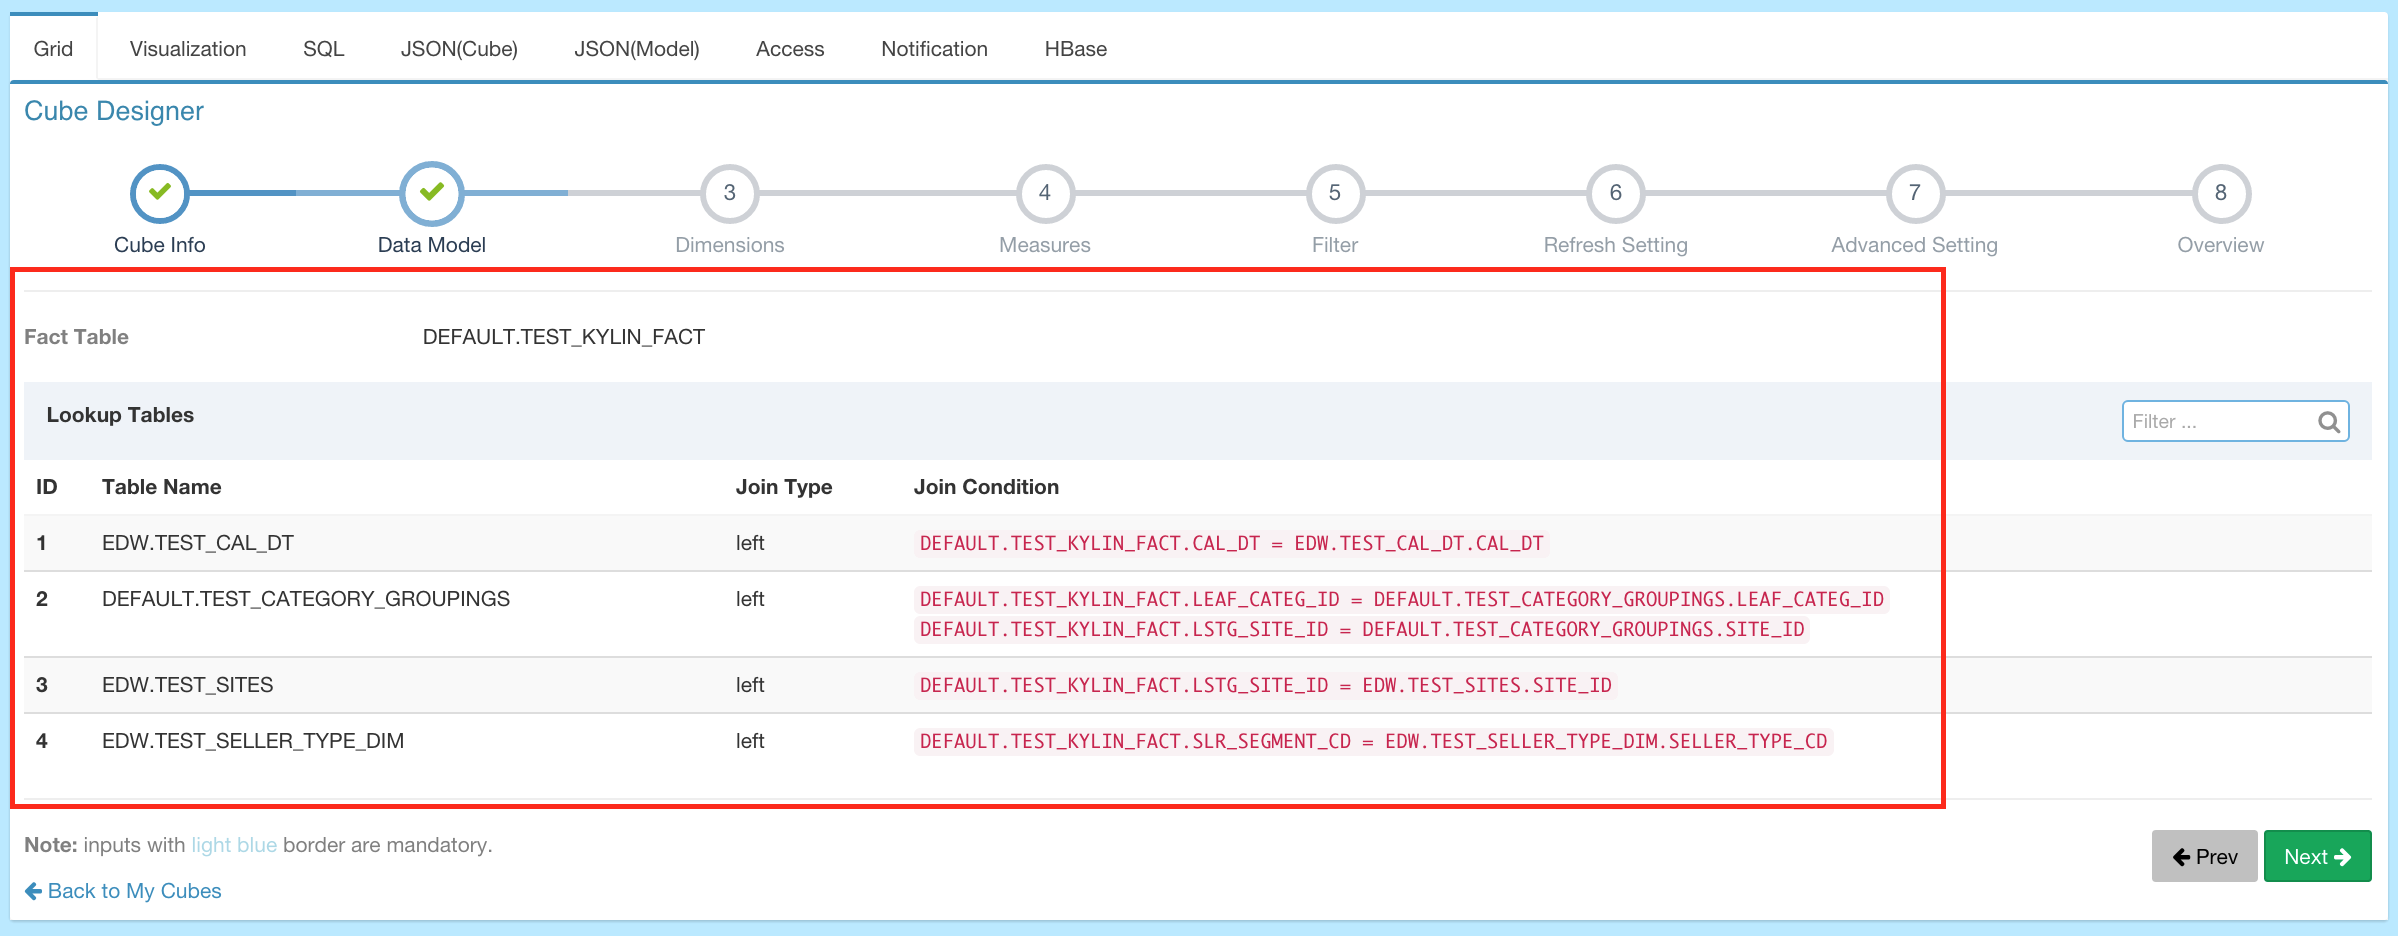 Grid Visualization SQL JSON(Cube) JSON(Model) Access Notification HBase
Cube Designer
3 4 5 6 7 8
Cube Info Data Model Dimensions Measures Filter Refresh Setting Advanced Setting Overview
Fact Table DEFAULT.TEST_KYLIN_FACT
Lookup Tables Filter ...
ID Table Name Join Type Join Condition
1 EDW.TEST_CAL_DT left DEFAULT.TEST_KYLIN_FACT.CAL_DT = EDW.TEST_CAL_DT.CAL_DT
2 DEFAULT.TEST_CATEGORY_GROUPINGS left DEFAULT.TEST_KYLIN_FACT.LEAF_CATEG_ID = DEFAULT.TEST_CATEGORY_GROUPINGS.LEAF_CATEG_ID
DEFAULT.TEST_KYLIN_FACT.LSTG_SITE_ID = DEFAULT.TEST_CATEGORY_GROUPINGS.SITE_ID
3 EDW.TEST_SITES left DEFAULT.TEST_KYLIN_FACT.LSTG_SITE_ID = EDW.TEST_SITES.SITE_ID
4 EDW.TEST_SELLER_TYPE_DIM left DEFAULT.TEST_KYLIN_FACT.SLR_SEGMENT_CD = EDW.TEST_SELLER_TYPE_DIM.SELLER_TYPE_CD
Note: inputs with light blue border are mandatory.
Prev Next
Back to My Cubes